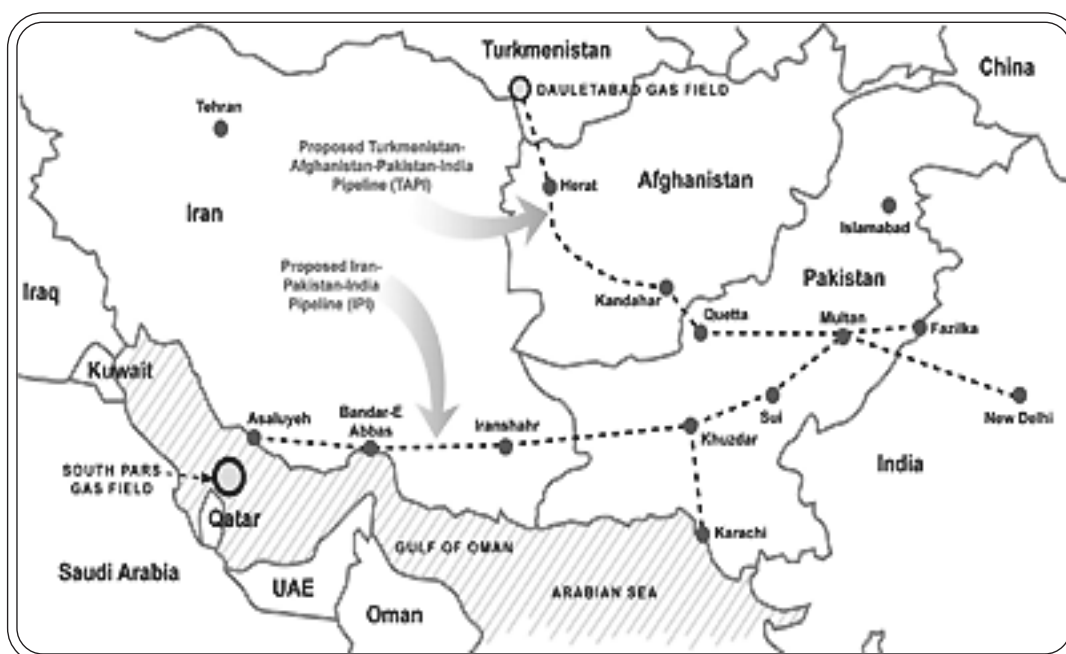 Turkmenistan
China
DAULETABAD GAS FIELD
Tehran
Proposed Turkmenistan-
Afghanistan-Pakistan-India
Pipeline (TAPI)
Herat
Afghanistan
Islamabad
Iran
Proposed Iran-
Pakistan-India
Pipeline (IPI)
Iraq
Pakistan
Kandahar
Quetta
Multan
Fazilka
Kuwait
Asaluyeh
Bandar-E
Abbas
Iranshahr
Khuzdar
Sui
New Delhi
SOUTH PARS
GAS FIELD
India
Qatar
Karachi
GULF OF OMAN
Saudi Arabia
UAE
ARABIAN SEA
Oman